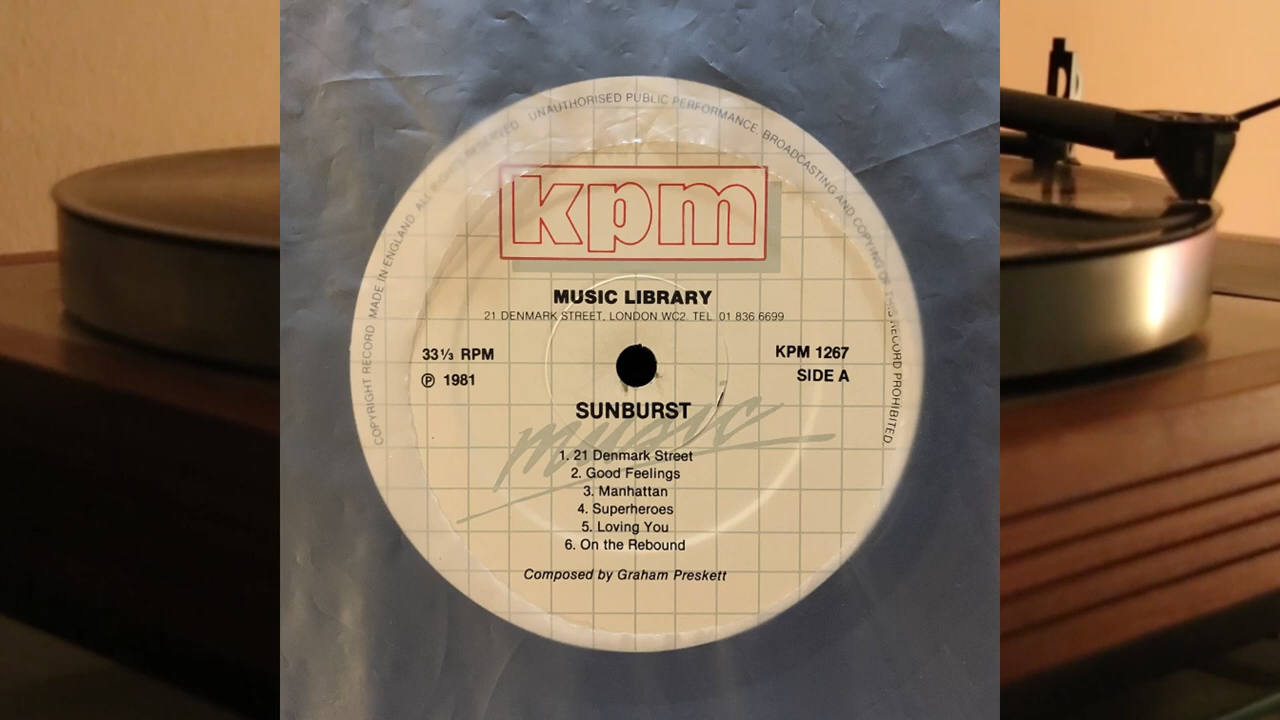 COPYRIGHT RECORD MADE IN ENGLAND. ALL RIGHTS RESERVED UNAUTHORISED PUBLIC PERFORMANCE, BROADCASTING AND COPYING OF THIS RECORD PROHIBITED.
kpm
MUSIC LIBRARY
21 DENMARK STREET, LONDON WC2. TEL. 01 836 6699
33⅓ RPM
KPM 1267
℗ 1981
SIDE A
SUNBURST
music
1. 21 Denmark Street
2. Good Feelings
3. Manhattan
4. Superheroes
5. Loving You
6. On the Rebound
Composed by Graham Preskett